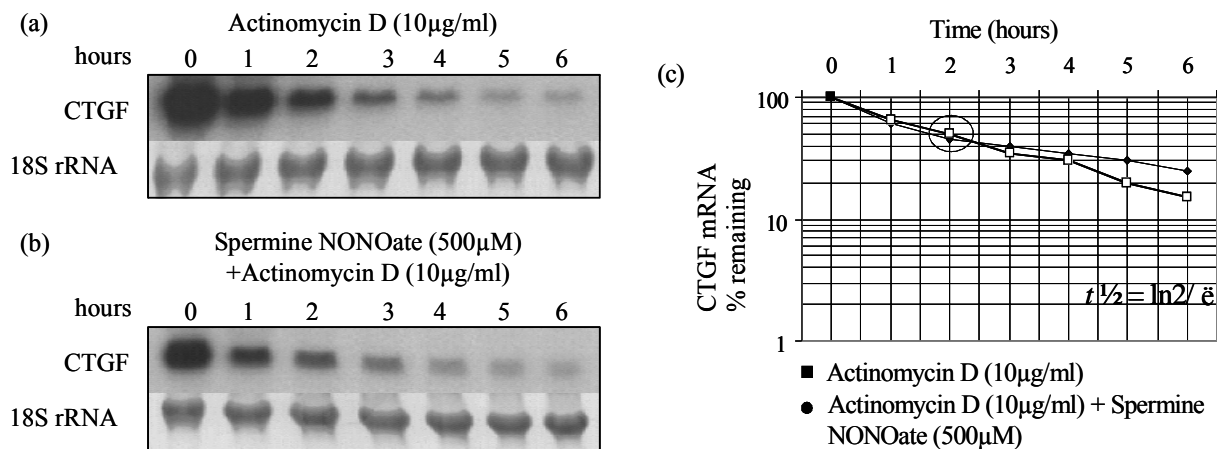 (a)
Actinomycin D (10µg/ml)
hours 0 1 2 3 4 5 6
CTGF
18S rRNA
(b)
Spermine NONOate (500µM)
+Actinomycin D (10µg/ml)
hours 0 1 2 3 4 5 6
CTGF
18S rRNA
(c)
Time (hours)
0 1 2 3 4 5 6
100
10
1
CTGF mRNA
% remaining
t ½ = ln2/ ë
■ Actinomycin D (10µg/ml)
● Actinomycin D (10µg/ml) + Spermine
NONOate (500µM)